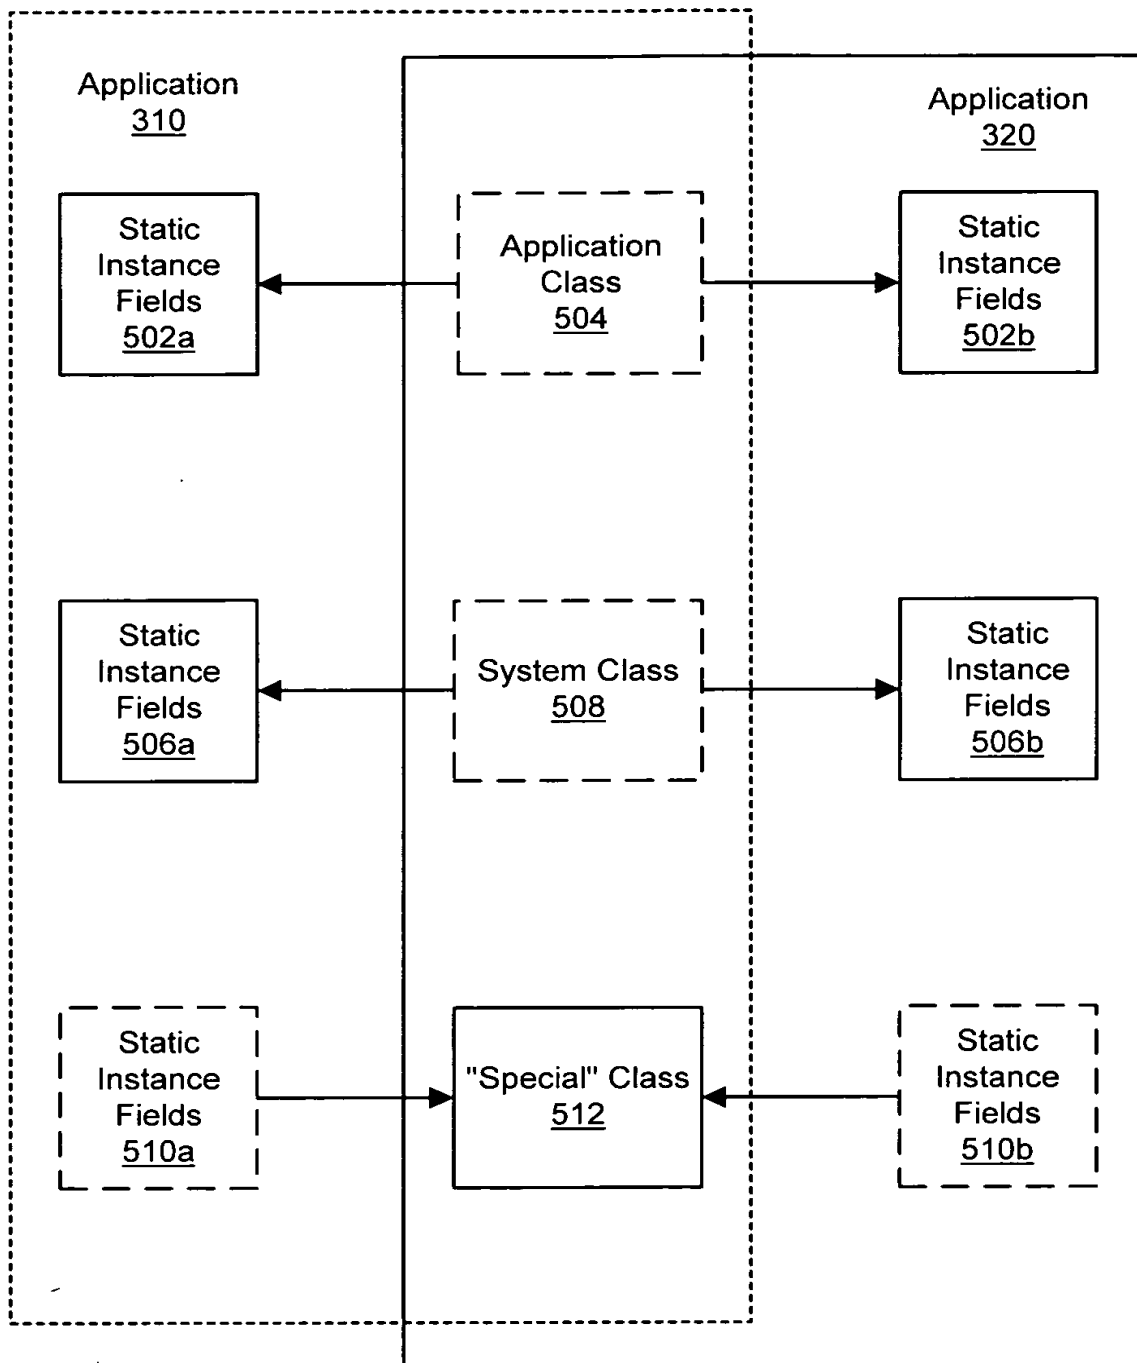 Application
310
Application
320
Static
Instance
Fields
502a
Application
Class
504
Static
Instance
Fields
502b
Static
Instance
Fields
506a
System Class
508
Static
Instance
Fields
506b
Static
Instance
Fields
510a
"Special" Class
512
Static
Instance
Fields
510b